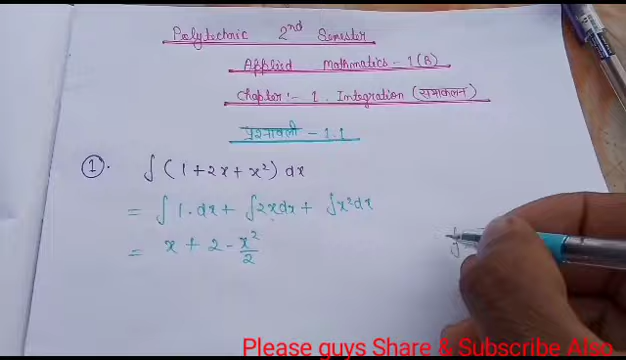 Polytechnic 2nd Semester
Applied Mathematics - 1(B)
Chapter :- 1. Integration (समाकलन)
प्रश्नावली - 1.1
① . ∫ (1+2x+x²) dx
= ∫ 1. dx + ∫ 2x dx + ∫ x² dx
= x + 2 - x²/2
∫
Please guys Share & Subscribe Also